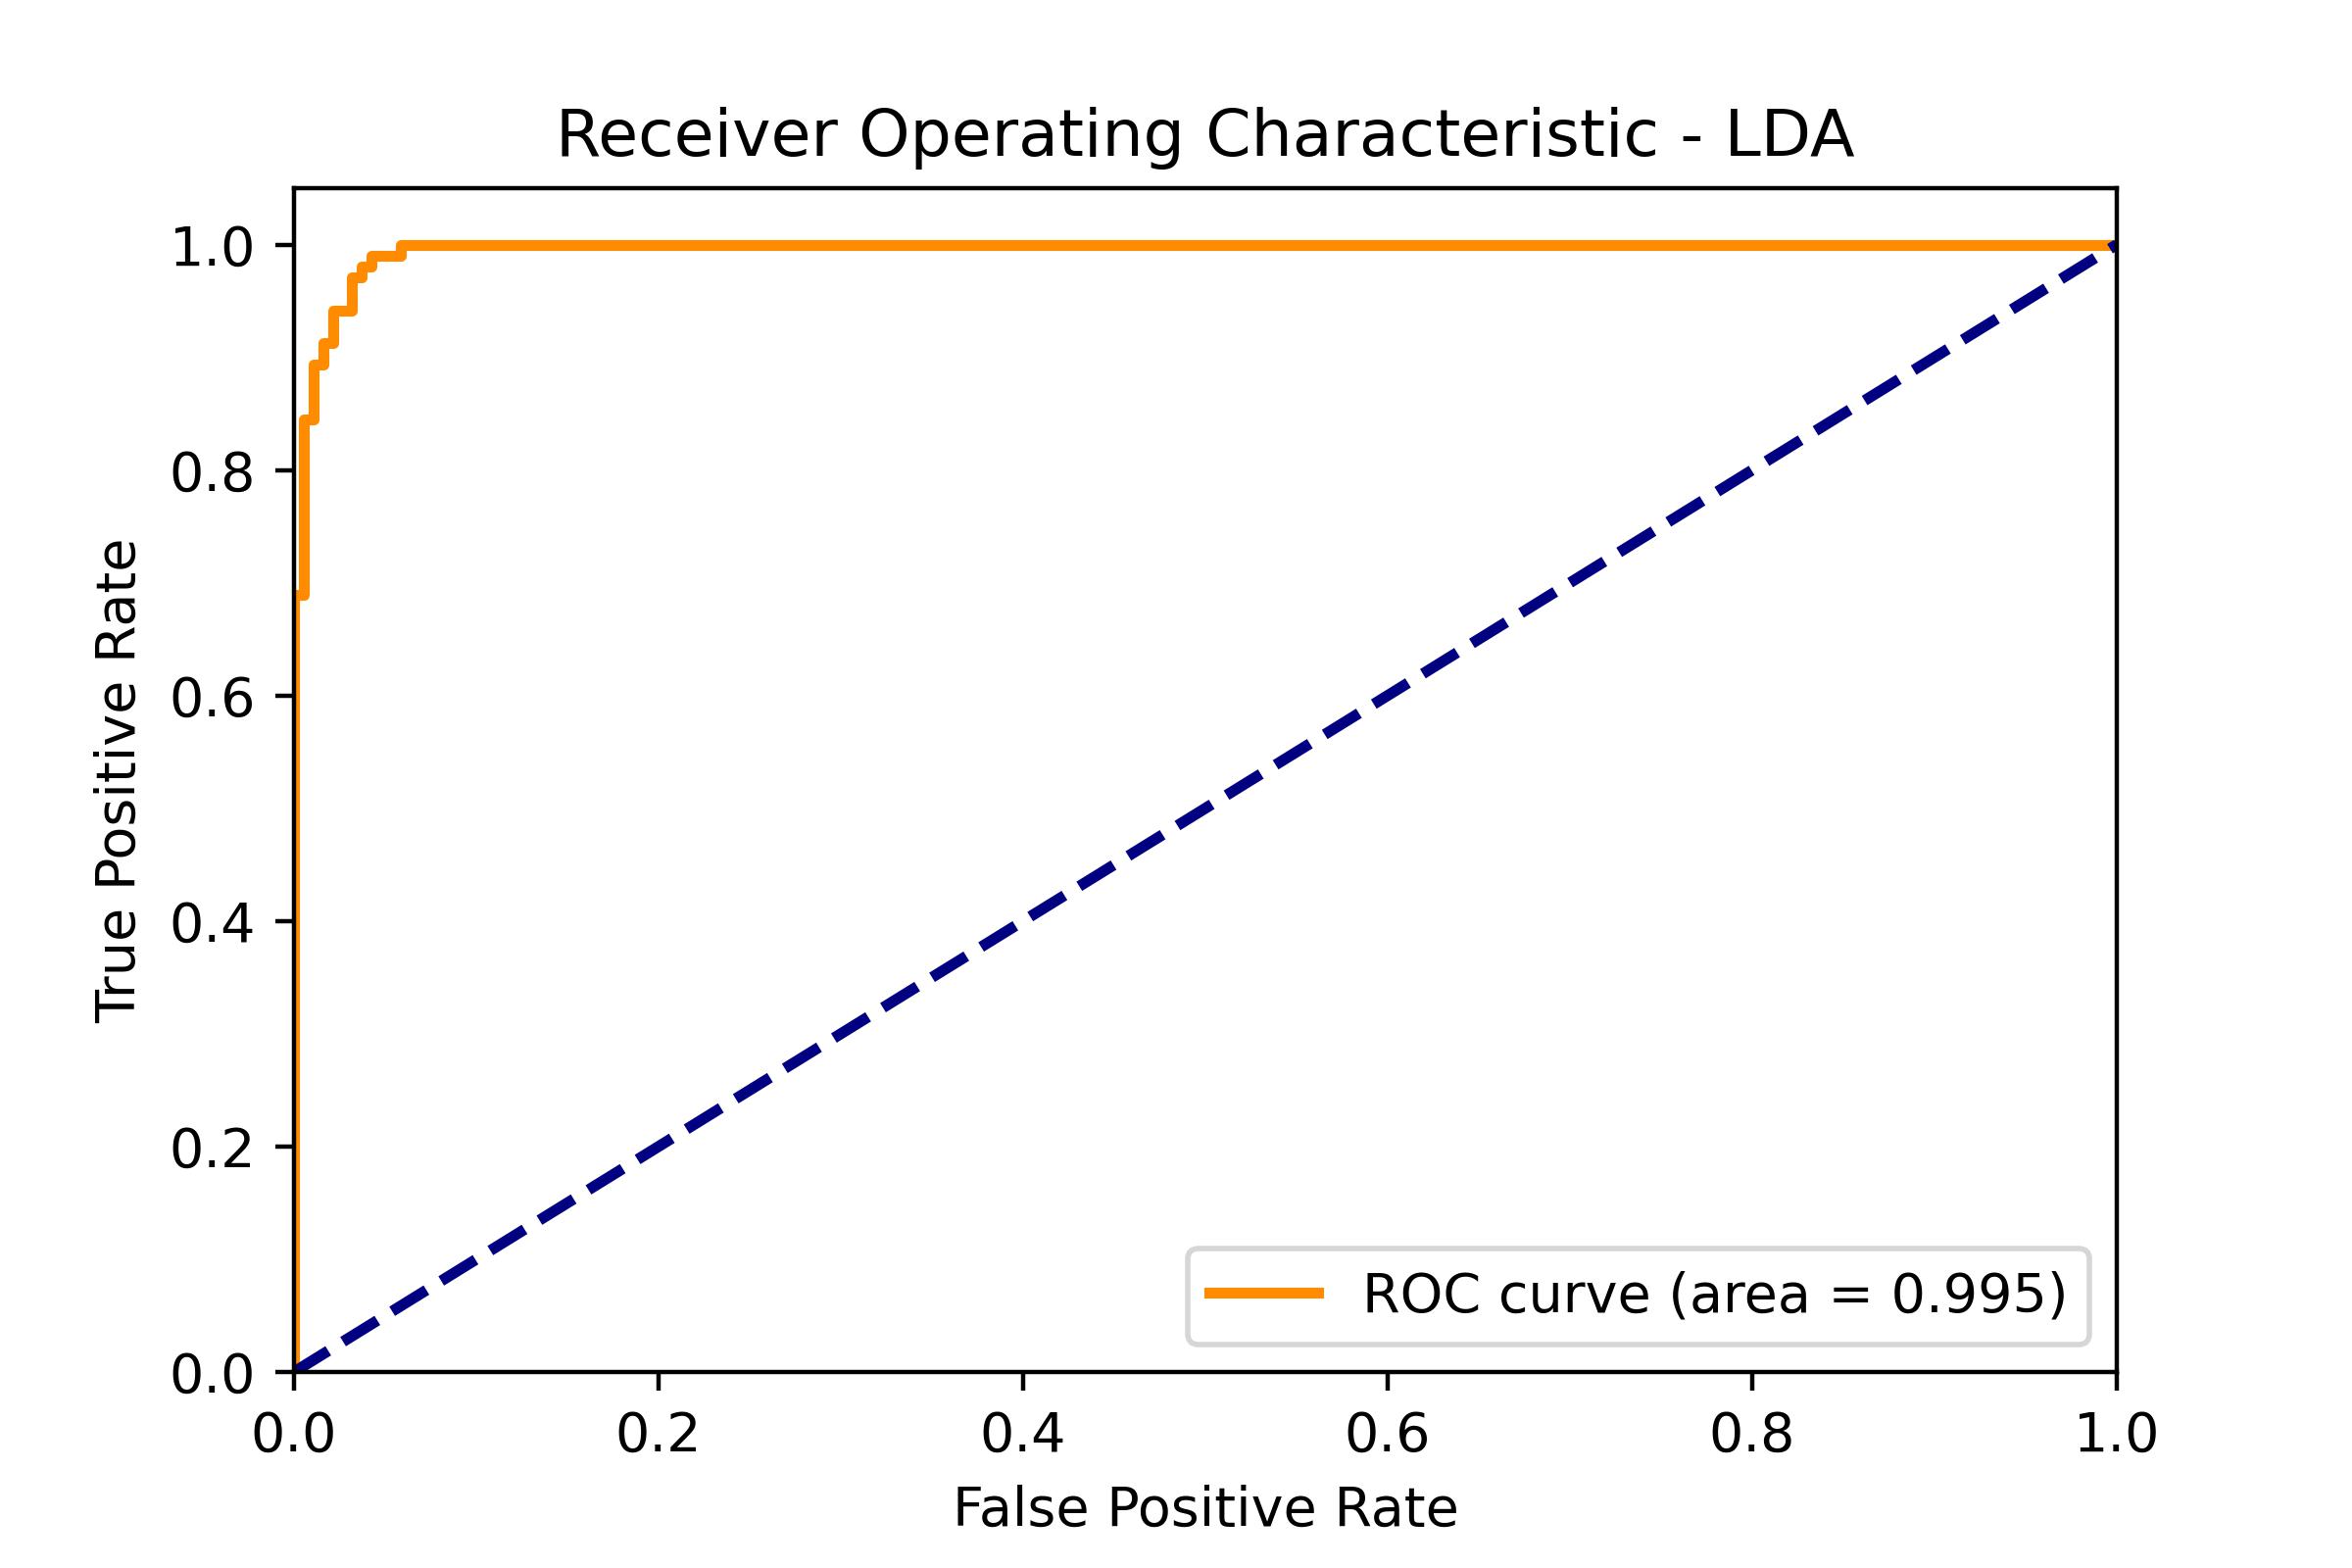 Receiver Operating Characteristic - LDA
1.0
0.8
0.6
0.4
0.2
0.0
True Positive Rate
ROC curve (area = 0.995)
0.0 0.2 0.4 0.6 0.8 1.0
False Positive Rate